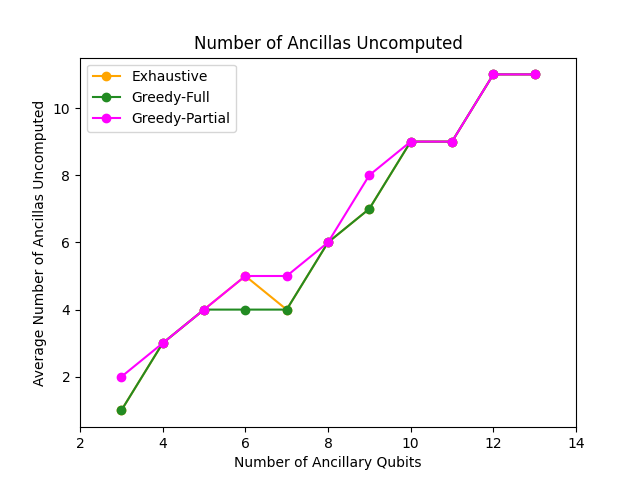 Number of Ancillas Uncomputed
Exhaustive
Greedy-Full
Greedy-Partial
Average Number of Ancillas Uncomputed
10
8
6
4
2
2 4 6 8 10 12 14
Number of Ancillary Qubits